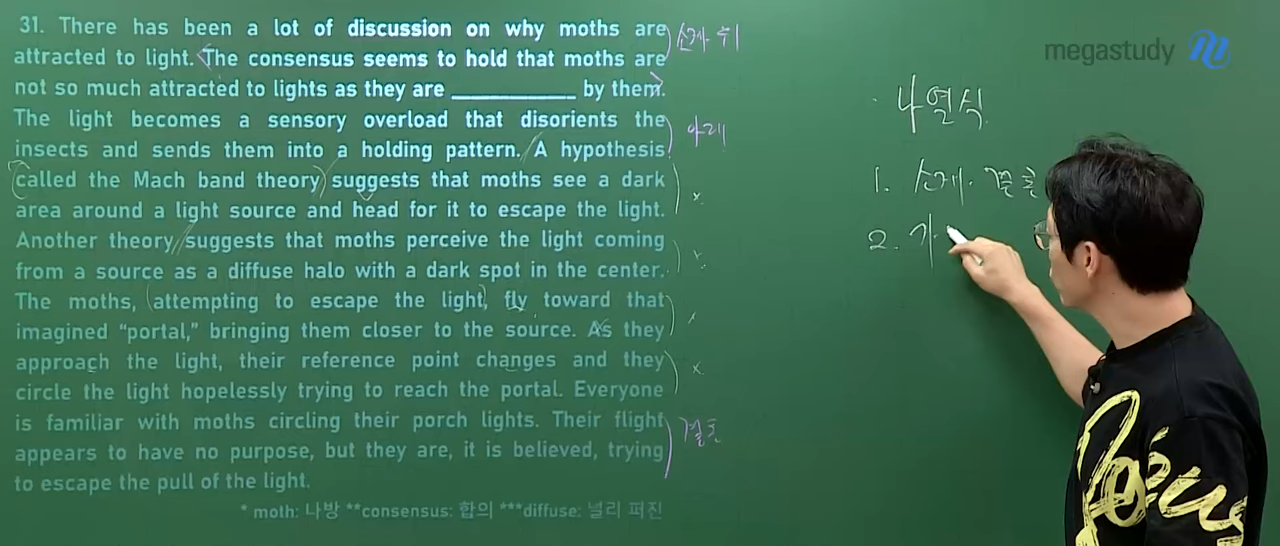 31. There has been a lot of discussion on why moths are
attracted to light. The consensus seems to hold that moths are
not so much attracted to lights as they are __________ by them.
The light becomes a sensory overload that disorients the
insects and sends them into a holding pattern. A hypothesis
called the Mach band theory suggests that moths see a dark
area around a light source and head for it to escape the light.
Another theory suggests that moths perceive the light coming
from a source as a diffuse halo with a dark spot in the center.
The moths, attempting to escape the light, fly toward that
imagined “portal,” bringing them closer to the source. As they
approach the light, their reference point changes and they
circle the light hopelessly trying to reach the portal. Everyone
is familiar with moths circling their porch lights. Their flight
appears to have no purpose, but they are, it is believed, trying
to escape the pull of the light.
* moth: 나방 **consensus: 합의 ***diffuse: 널리 퍼진
아래
megastudy
나열식
1. 소재·
2.